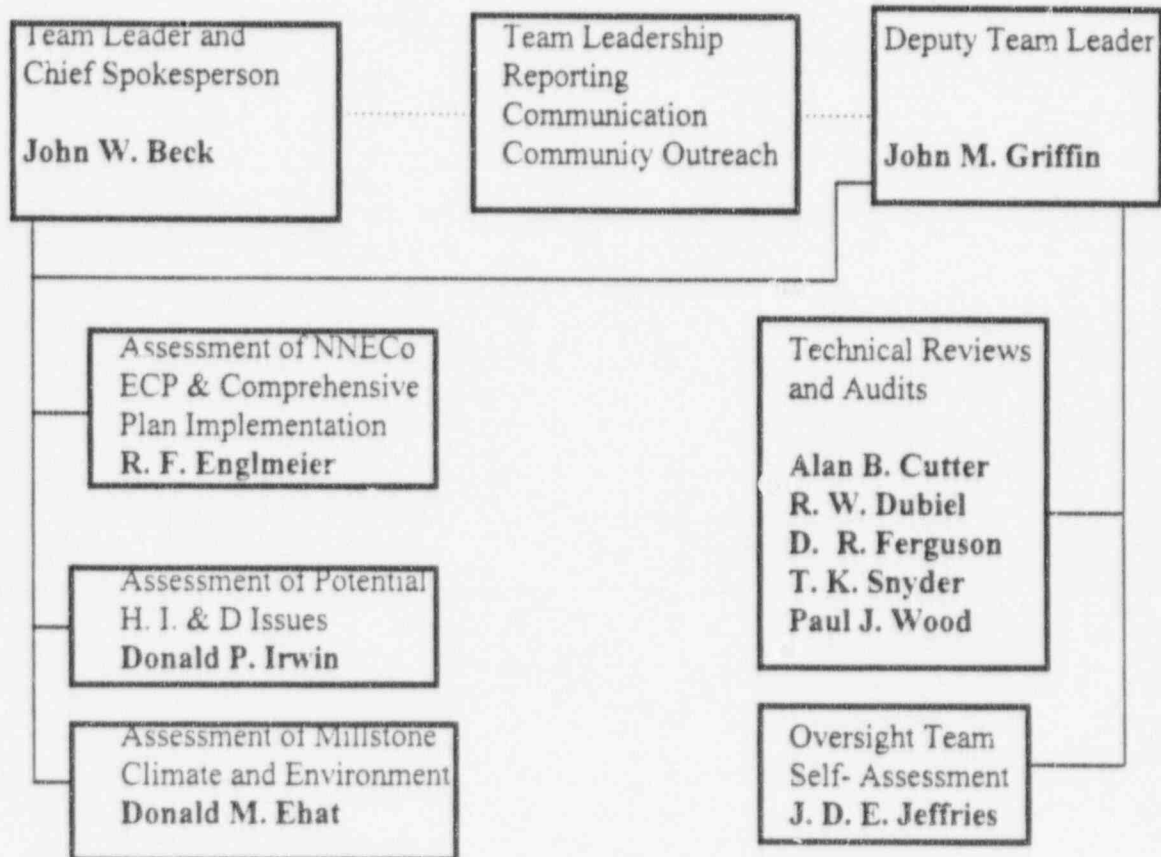 Team Leader and
Chief Spokesperson
John W. Beck
Team Leadership
Reporting
Communication
Community Outreach
Deputy Team Leader
John M. Griffin
Assessment of NNECo
ECP & Comprehensive
Plan Implementation
R. F. Englmeier
Assessment of Potential
H. I. & D Issues
Donald P. Irwin
Assessment of Millstone
Climate and Environment
Donald M. Ehat
Technical Reviews
and Audits
Alan B. Cutter
R. W. Dubiel
D. R. Ferguson
T. K. Snyder
Paul J. Wood
Oversight Team
Self- Assessment
J. D. E. Jeffries